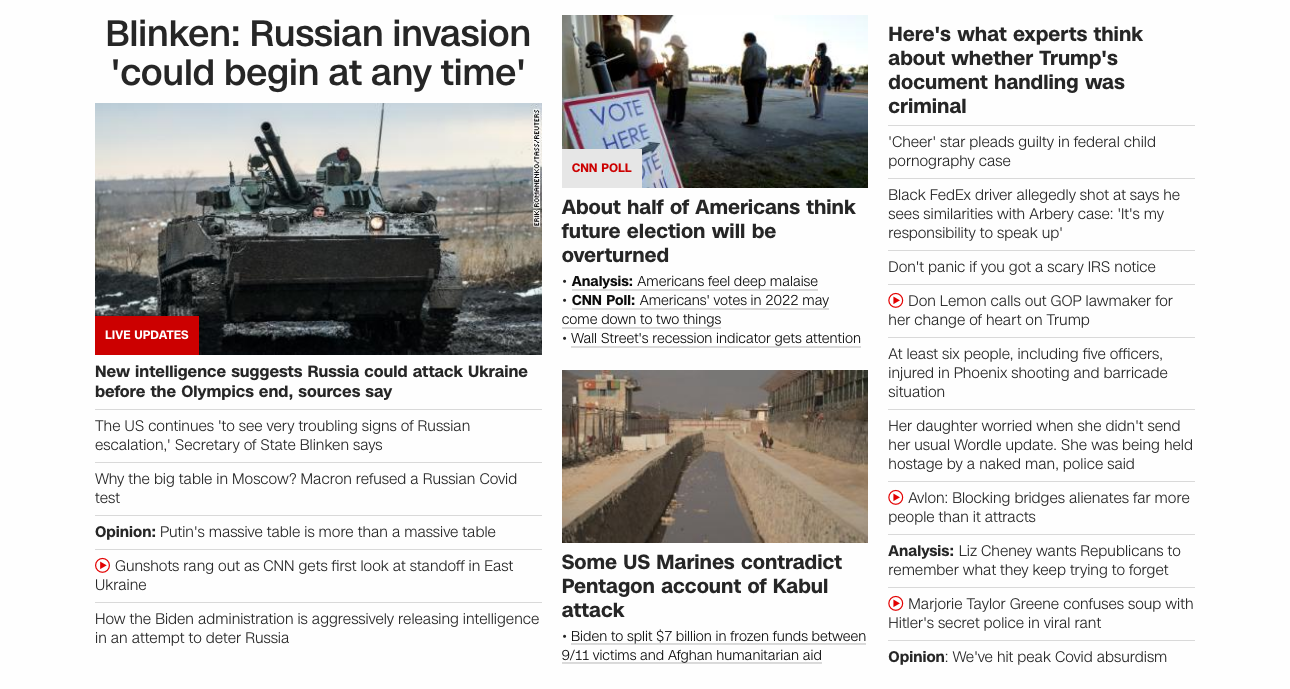 Blinken: Russian invasion
'could begin at any time'
ERIK ROMANENKO/TASS/REUTERS
LIVE UPDATES
New intelligence suggests Russia could attack Ukraine
before the Olympics end, sources say
The US continues 'to see very troubling signs of Russian
escalation,' Secretary of State Blinken says
Why the big table in Moscow? Macron refused a Russian Covid
test
Opinion: Putin's massive table is more than a massive table
Gunshots rang out as CNN gets first look at standoff in East
Ukraine
How the Biden administration is aggressively releasing intelligence
in an attempt to deter Russia
VOTE
HERE
CNN POLL
About half of Americans think
future election will be
overturned
• Analysis: Americans feel deep malaise
• CNN Poll: Americans' votes in 2022 may
come down to two things
• Wall Street's recession indicator gets attention
Some US Marines contradict
Pentagon account of Kabul
attack
• Biden to split $7 billion in frozen funds between
9/11 victims and Afghan humanitarian aid
Here's what experts think
about whether Trump's
document handling was
criminal
'Cheer' star pleads guilty in federal child
pornography case
Black FedEx driver allegedly shot at says he
sees similarities with Arbery case: 'It's my
responsibility to speak up'
Don't panic if you got a scary IRS notice
Don Lemon calls out GOP lawmaker for
her change of heart on Trump
At least six people, including five officers,
injured in Phoenix shooting and barricade
situation
Her daughter worried when she didn't send
her usual Wordle update. She was being held
hostage by a naked man, police said
Avlon: Blocking bridges alienates far more
people than it attracts
Analysis: Liz Cheney wants Republicans to
remember what they keep trying to forget
Marjorie Taylor Greene confuses soup with
Hitler's secret police in viral rant
Opinion: We've hit peak Covid absurdism